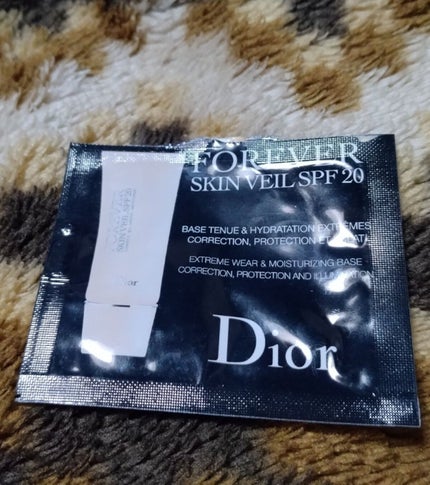 FOREVER
SKIN VEIL SPF 20
BASE TENUE & HYDRATATION EXTREMES
CORRECTION, PROTECTION ET
EXTREME WEAR & MOISTURIZING BASE
CORRECTION, PROTECTION AND ILLUMINATION
Dior
Dior